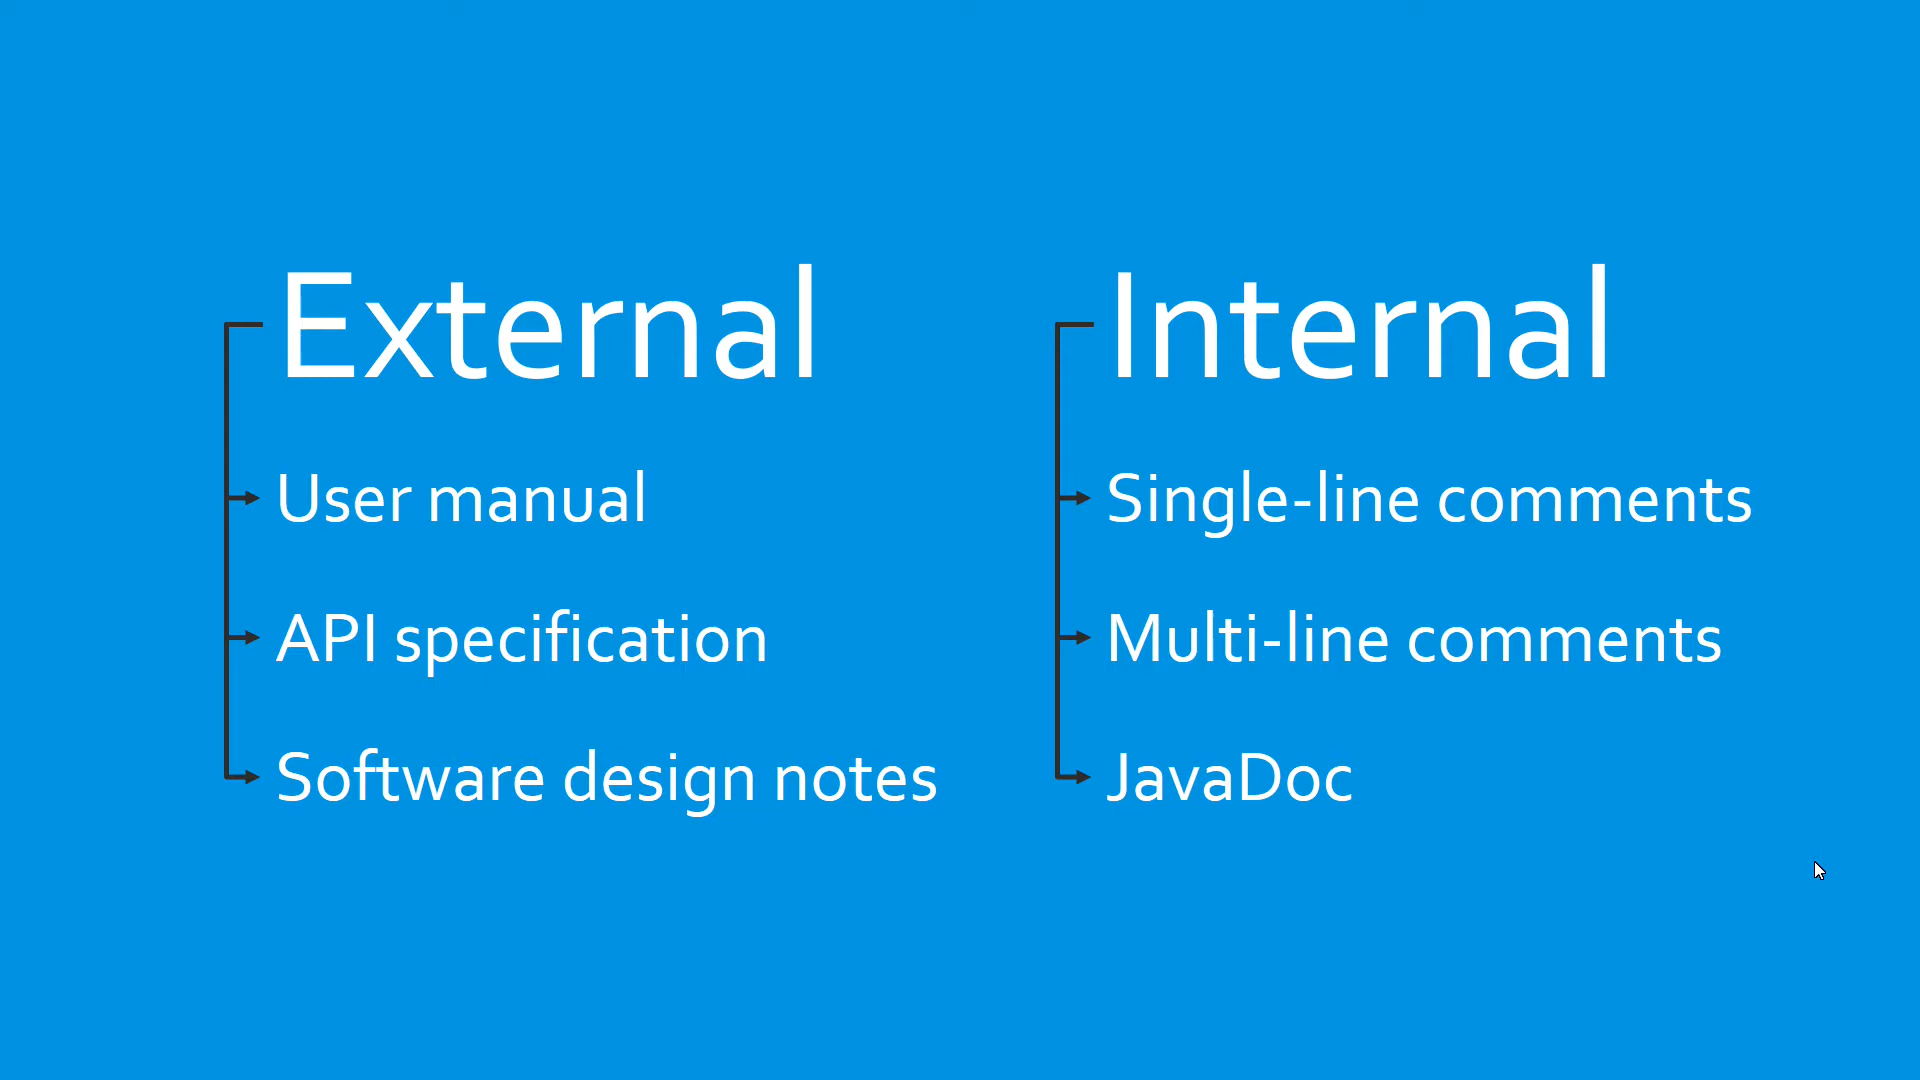 External
User manual
API specification
Software design notes
Internal
Single-line comments
Multi-line comments
JavaDoc